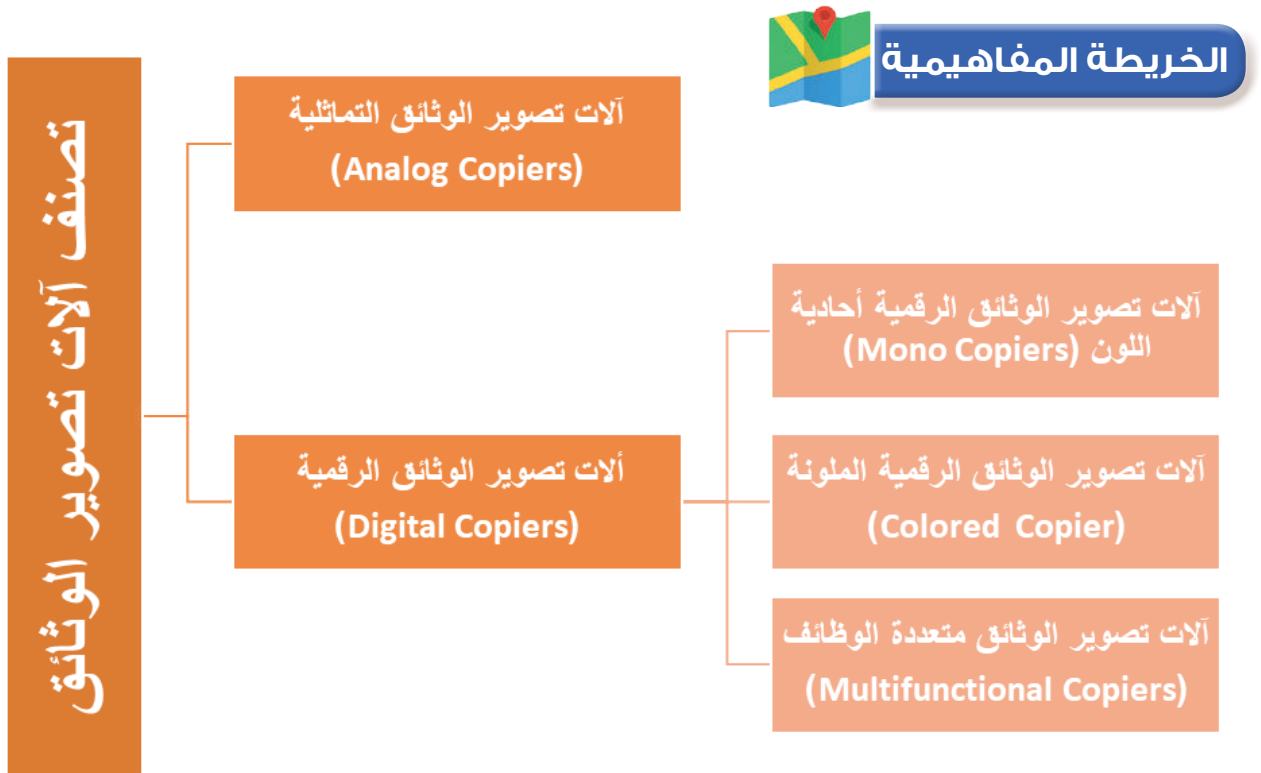 الخريطة المفاهيمية
تصنف آلات تصوير الوثائق
آلات تصوير الوثائق التماثلية
(Analog Copiers)
ألات تصوير الوثائق الرقمية
(Digital Copiers)
آلات تصوير الوثائق الرقمية أحادية
اللون (Mono Copiers)
آلات تصوير الوثائق الرقمية الملونة
(Colored Copier)
آلات تصوير الوثائق متعددة الوظائف
(Multifunctional Copiers)